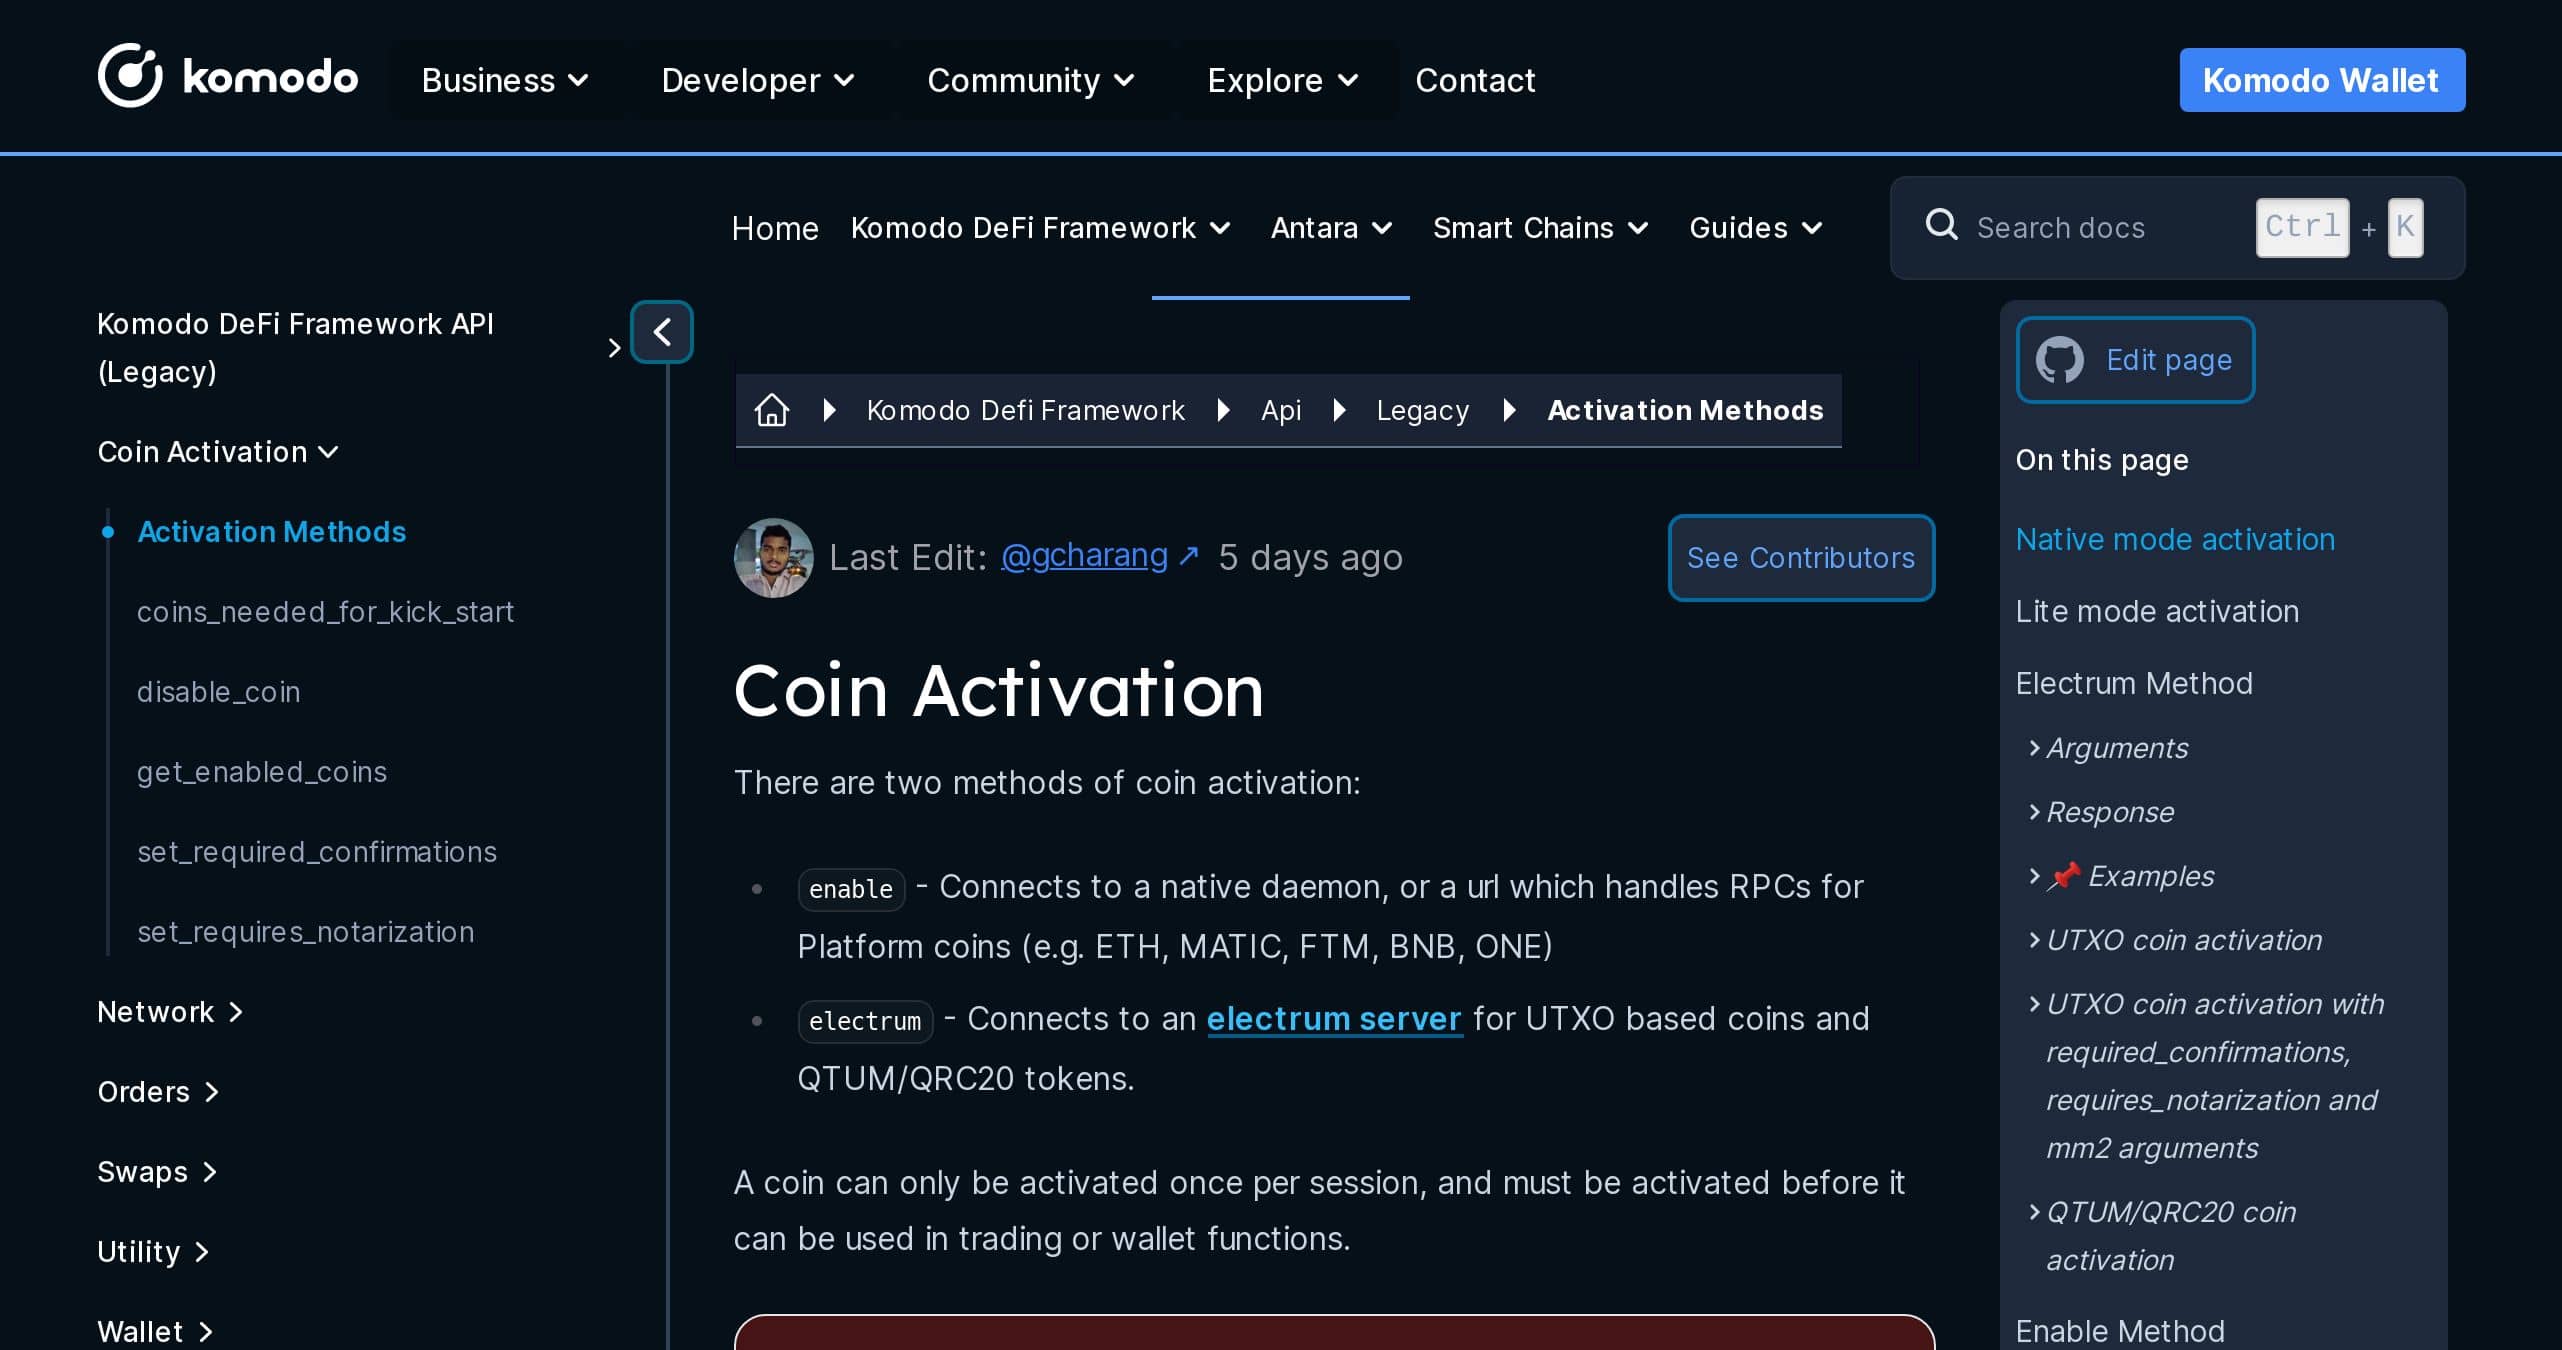 komodo
Business
Developer
Community
Explore
Contact
Komodo Wallet
Home
Komodo DeFi Framework
Antara
Smart Chains
Guides
Search docs
Ctrl + K
Komodo DeFi Framework API
(Legacy)
Coin Activation
Activation Methods
coins_needed_for_kick_start
disable_coin
get_enabled_coins
set_required_confirmations
set_requires_notarization
Network
Orders
Swaps
Utility
Wallet
Komodo Defi Framework
Api
Legacy
Activation Methods
Last Edit: @gcharang ↗ 5 days ago
See Contributors
Coin Activation
There are two methods of coin activation:
enable - Connects to a native daemon, or a url which handles RPCs for
Platform coins (e.g. ETH, MATIC, FTM, BNB, ONE)
electrum - Connects to an electrum server for UTXO based coins and
QTUM/QRC20 tokens.
A coin can only be activated once per session, and must be activated before it
can be used in trading or wallet functions.
Edit page
On this page
Native mode activation
Lite mode activation
Electrum Method
Arguments
Response
📌 Examples
UTXO coin activation
UTXO coin activation with
required_confirmations,
requires_notarization and
mm2 arguments
QTUM/QRC20 coin
activation
Enable Method